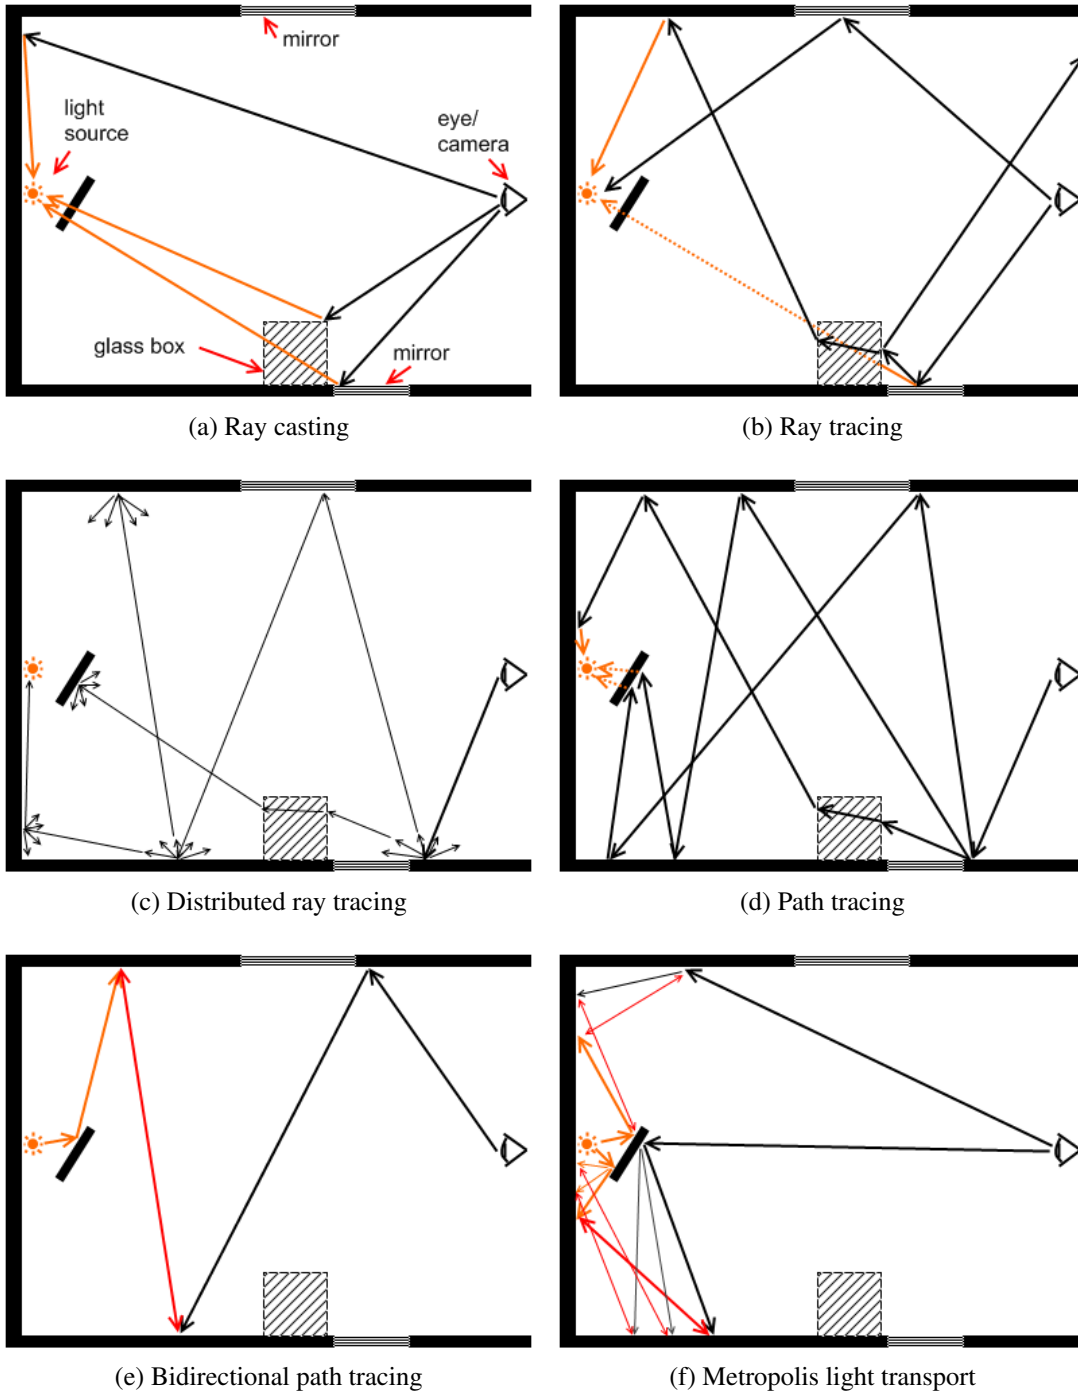 mirror
light
source
eye/
camera
glass box
mirror
(a) Ray casting
(b) Ray tracing
(c) Distributed ray tracing
(d) Path tracing
(e) Bidirectional path tracing
(f) Metropolis light transport